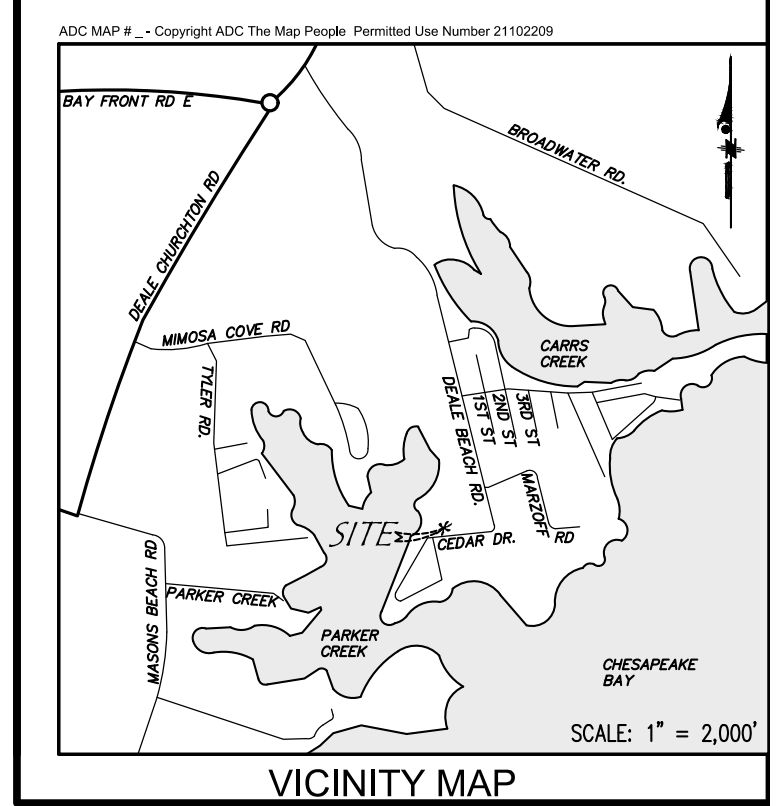 ADC MAP # _ - Copyright ADC The Map People Permitted Use Number 21102209
BAY FRONT RD E
BROADWATER RD.
DEALE CHURCHTON RD
MIMOSA COVE RD
CARRS
CREEK
TYLER RD.
DEALE BEACH RD.
1ST ST
2ND ST
3RD ST
MARZOFF RD
SITE
CEDAR DR.
MASONS BEACH RD
PARKER CREEK
PARKER
CREEK
CHESAPEAKE
BAY
SCALE: 1" = 2,000'
VICINITY MAP